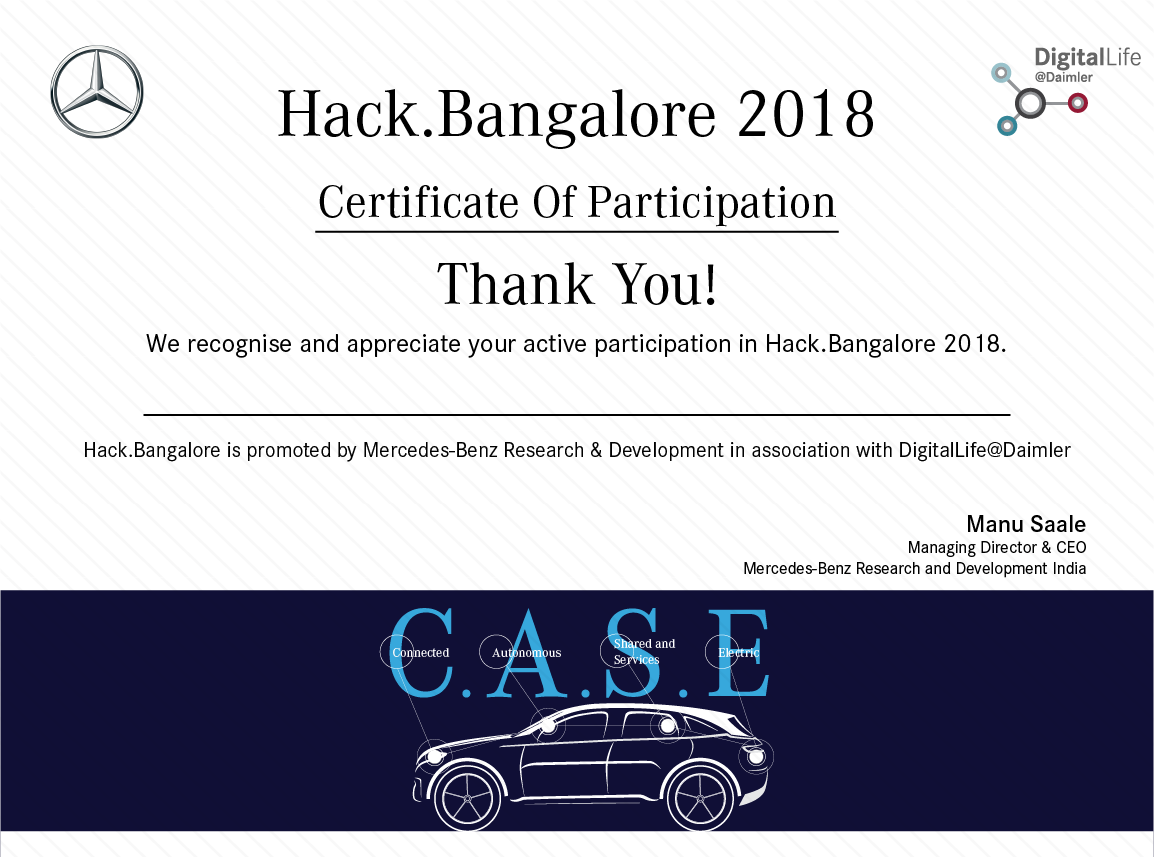 DigitalLife
@Daimler
Hack.Bangalore 2018
Certificate Of Participation
Thank You!
We recognise and appreciate your active participation in Hack.Bangalore 2018.
Hack.Bangalore is promoted by Mercedes-Benz Research & Development in association with DigitalLife@Daimler
Manu Saale
Managing Director & CEO
Mercedes-Benz Research and Development India
C.A.S.E
Connected
Autonomous
Shared and
Services
Electric